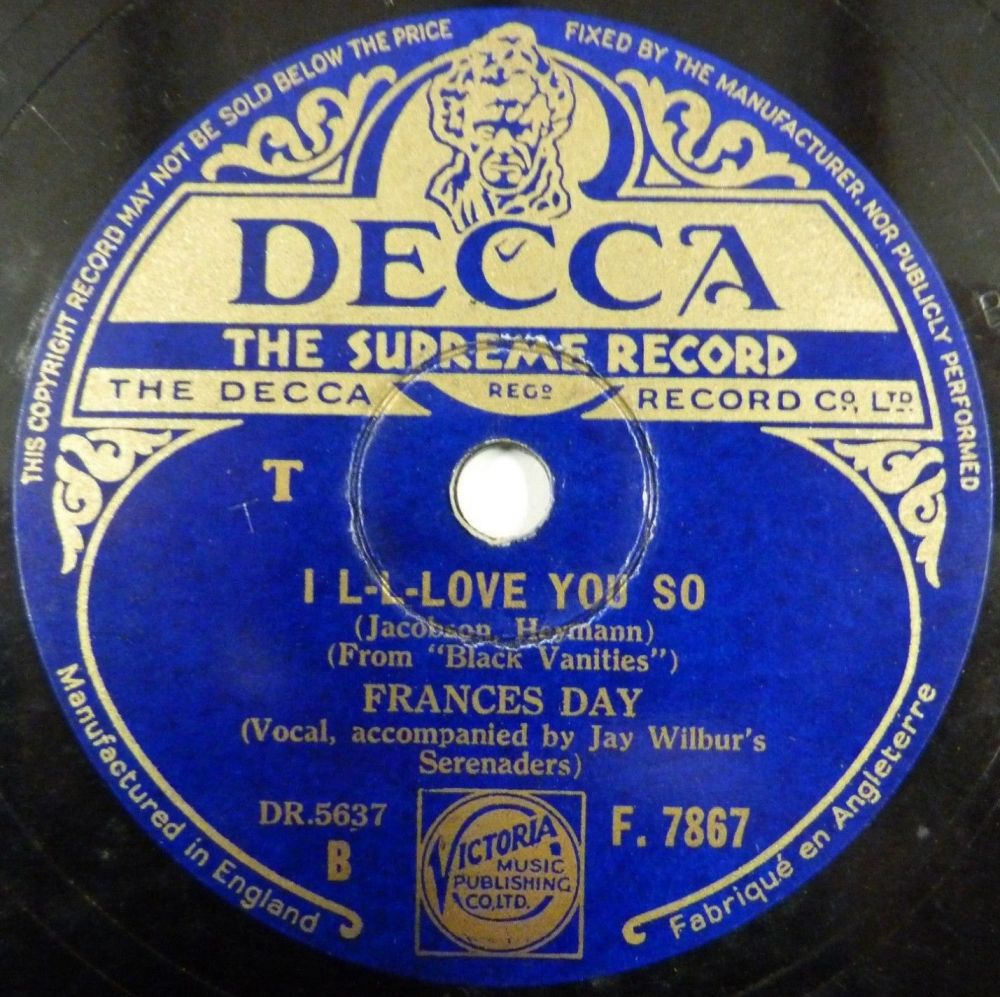 THIS COPYRIGHT RECORD MAY NOT BE SOLD BELOW THE PRICE FIXED BY THE MANUFACTURER, NOR PUBLICLY PERFORMED
DECCA
THE SUPREME RECORD
THE DECCA REGD RECORD CO., LTD.
T
I L-L-LOVE YOU SO
(Jacobson, Heymann)
(From "Black Vanities")
FRANCES DAY
(Vocal, accompanied by Jay Wilbur's
Serenaders)
DR.5637
B
VICTORIA
MUSIC
PUBLISHING
CO,LTD.
F. 7867
Manufactured in England
Fabriqué en Angleterre